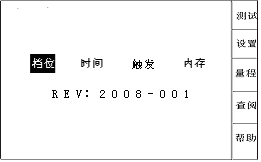 档位 时间 触发 内存
REV: 2008-001
测试
设置
量程
查阅
帮助